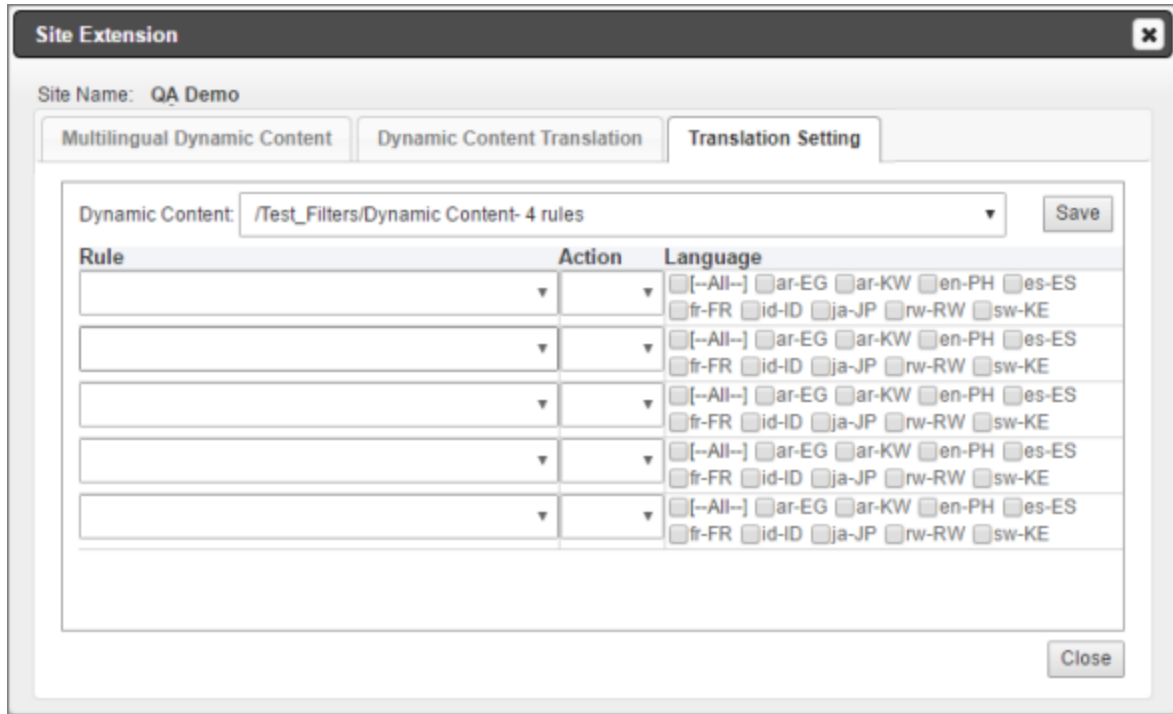 Site Extension
Site Name: QA Demo
Multilingual Dynamic Content Dynamic Content Translation Translation Setting
Dynamic Content: /Test_Filters/Dynamic Content- 4 rules Save
Rule Action Language
[--All--] ar-EG ar-KW en-PH es-ES
fr-FR id-ID ja-JP rw-RW sw-KE
[--All--] ar-EG ar-KW en-PH es-ES
fr-FR id-ID ja-JP rw-RW sw-KE
[--All--] ar-EG ar-KW en-PH es-ES
fr-FR id-ID ja-JP rw-RW sw-KE
[--All--] ar-EG ar-KW en-PH es-ES
fr-FR id-ID ja-JP rw-RW sw-KE
[--All--] ar-EG ar-KW en-PH es-ES
fr-FR id-ID ja-JP rw-RW sw-KE
Close